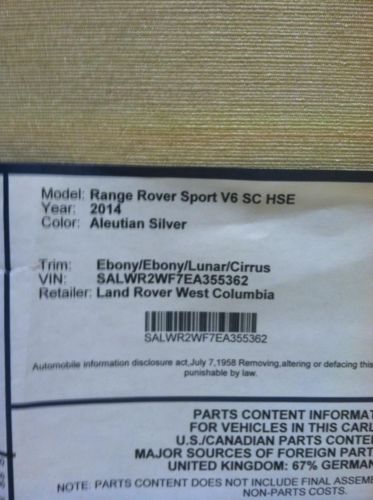 Model: Range Rover Sport V6 SC HSE
Year: 2014
Color: Aleutian Silver
Trim: Ebony/Ebony/Lunar/Cirrus
VIN: SALWR2WF7EA355362
Retailer: Land Rover West Columbia
SALWR2WF7EA355362
Automobile information disclosure act,July,7,1958 Removing,altering or defacing this
punishable by law.
PARTS CONTENT INFORMAT
FOR VEHICLES IN THIS CARL
U.S./CANADIAN PARTS CONTE
MAJOR SOURCES OF FOREIGN PART
UNITED KINGDOM: 67% GERMAN
NOTE: PARTS CONTENT DOES NOT INCLUDE FINAL ASSEM
NON-PARTS COSTS.